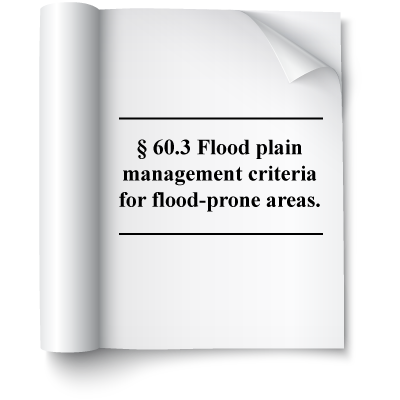 § 60.3 Flood plain
management criteria
for flood-prone areas.